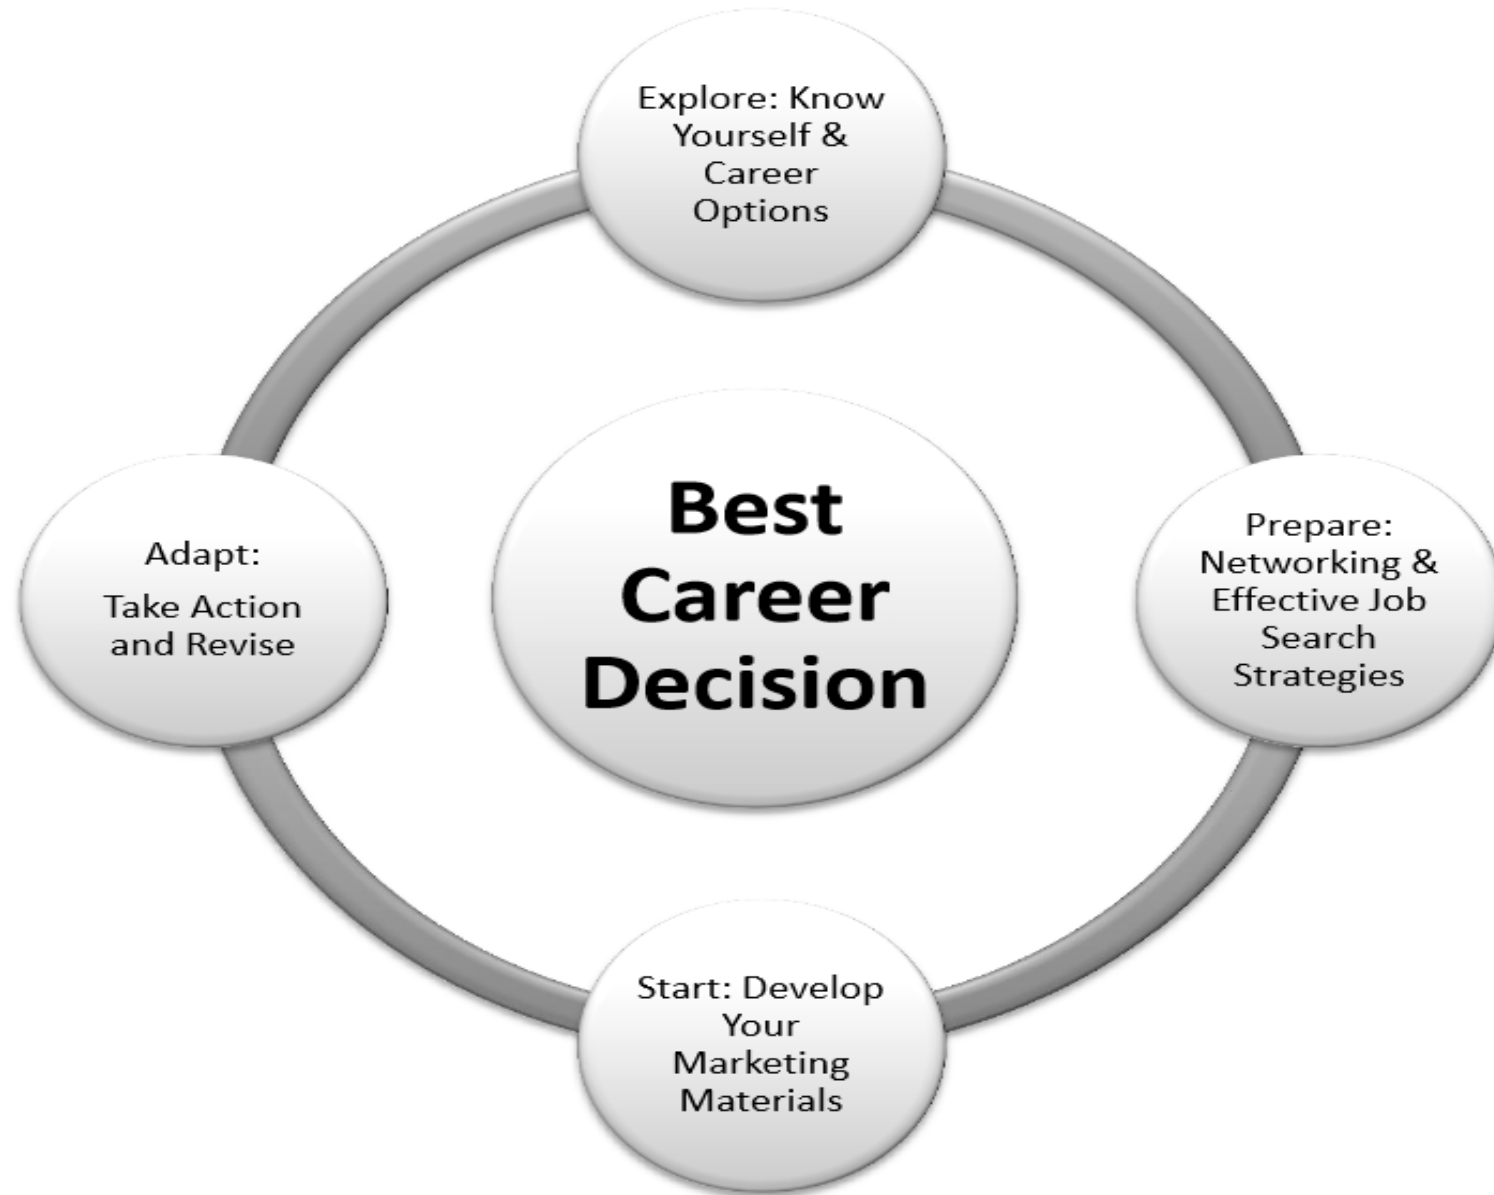 Explore: Know
Yourself &
Career
Options
Best
Career
Decision
Prepare:
Networking &
Effective Job
Search
Strategies
Start: Develop
Your
Marketing
Materials
Adapt:
Take Action
and Revise